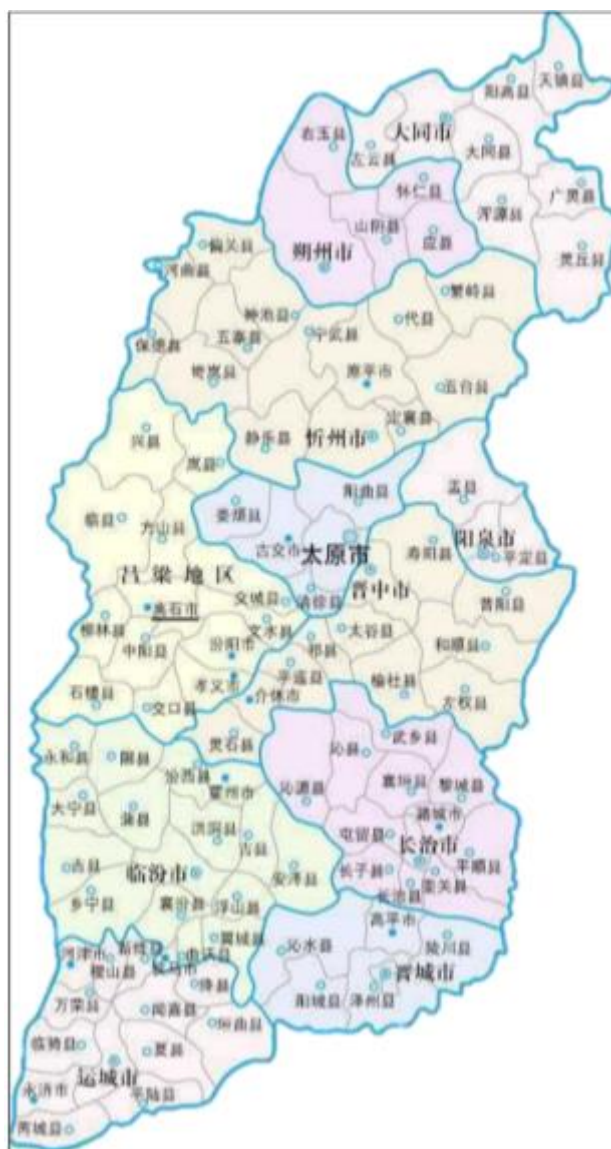 天镇县
阳高县
大同市
右玉县
左云县
大同县
怀仁县
广灵县
浑源县
山阴县
应县
灵丘县
朔州市
偏关县
河曲县
繁峙县
神池县
代县
宁武县
五寨县
保德县
原平市
岢岚县
五台县
定襄县
忻州市
静乐县
兴县
岚县
阳曲县
盂县
娄烦县
临县
方山县
古交市
太原市
寿阳县
阳泉市
平定县
吕梁地区
晋中市
昔阳县
交城县
清徐县
离石市
柳林县
文水县
太谷县
中阳县
汾阳市
祁县
和顺县
平遥县
孝义市
榆社县
石楼县
介休市
左权县
交口县
灵石县
武乡县
沁县
永和县
隰县
汾西县
霍州市
沁源县
襄垣县
黎城县
大宁县
蒲县
潞城市
洪洞县
屯留县
长治市
平顺县
吉县
临汾市
安泽县
长子县
壶关县
乡宁县
襄汾县
浮山县
高平市
翼城县
沁水县
陵川县
河津市
稷山县
曲沃县
晋城市
绛县
阳城县
泽州县
万荣县
闻喜县
垣曲县
临猗县
夏县
运城市
永济市
平陆县
芮城县